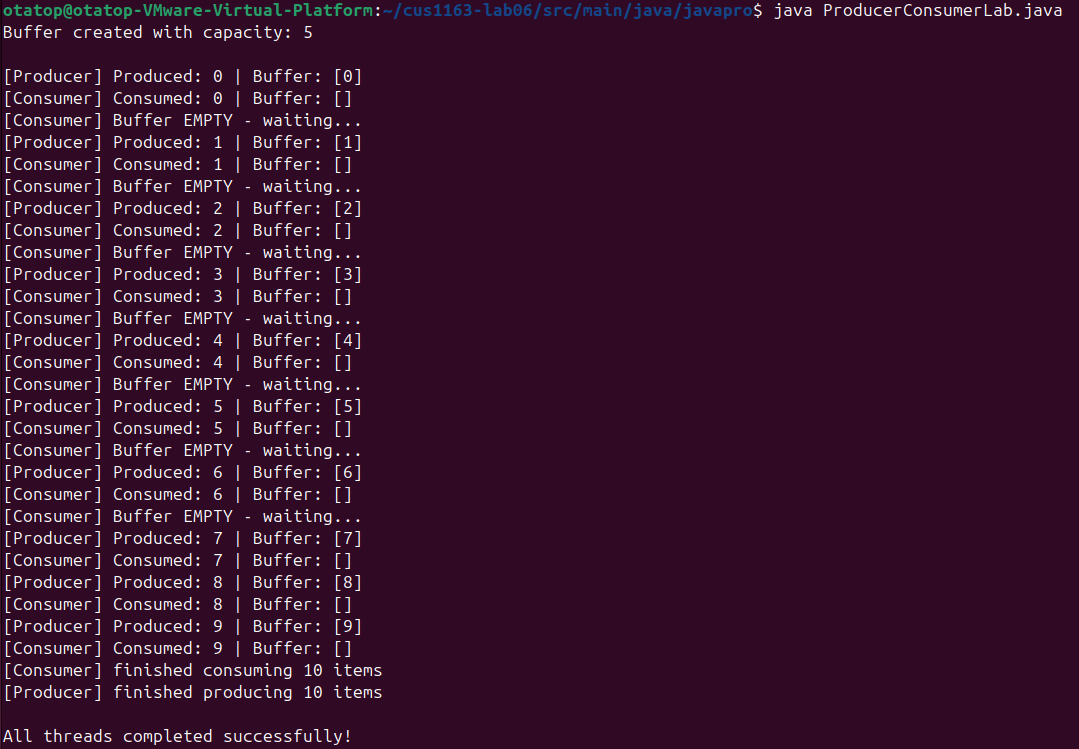 otatop@otatop-VMware-Virtual-Platform:~/cus1163-lab06/src/main/java/javapro$ java ProducerConsumerLab.java
Buffer created with capacity: 5
[Producer] Produced: 0 | Buffer: [0]
[Consumer] Consumed: 0 | Buffer: []
[Consumer] Buffer EMPTY - waiting...
[Producer] Produced: 1 | Buffer: [1]
[Consumer] Consumed: 1 | Buffer: []
[Consumer] Buffer EMPTY - waiting...
[Producer] Produced: 2 | Buffer: [2]
[Consumer] Consumed: 2 | Buffer: []
[Consumer] Buffer EMPTY - waiting...
[Producer] Produced: 3 | Buffer: [3]
[Consumer] Consumed: 3 | Buffer: []
[Consumer] Buffer EMPTY - waiting...
[Producer] Produced: 4 | Buffer: [4]
[Consumer] Consumed: 4 | Buffer: []
[Consumer] Buffer EMPTY - waiting...
[Producer] Produced: 5 | Buffer: [5]
[Consumer] Consumed: 5 | Buffer: []
[Consumer] Buffer EMPTY - waiting...
[Producer] Produced: 6 | Buffer: [6]
[Consumer] Consumed: 6 | Buffer: []
[Consumer] Buffer EMPTY - waiting...
[Producer] Produced: 7 | Buffer: [7]
[Consumer] Consumed: 7 | Buffer: []
[Producer] Produced: 8 | Buffer: [8]
[Consumer] Consumed: 8 | Buffer: []
[Producer] Produced: 9 | Buffer: [9]
[Consumer] Consumed: 9 | Buffer: []
[Consumer] finished consuming 10 items
[Producer] finished producing 10 items
All threads completed successfully!